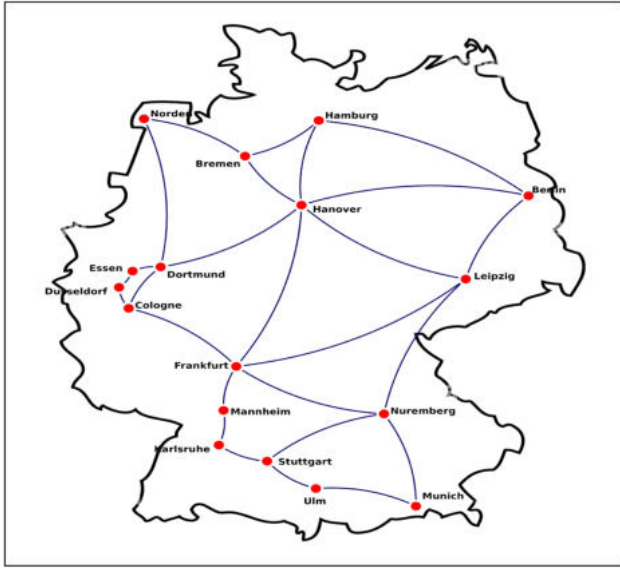 Norden
Hamburg
Bremen
Berlin
Hanover
Essen
Dortmund
Leipzig
Dusseldorf
Cologne
Frankfurt
Mannheim
Nuremberg
Karlsruhe
Stuttgart
Ulm
Munich